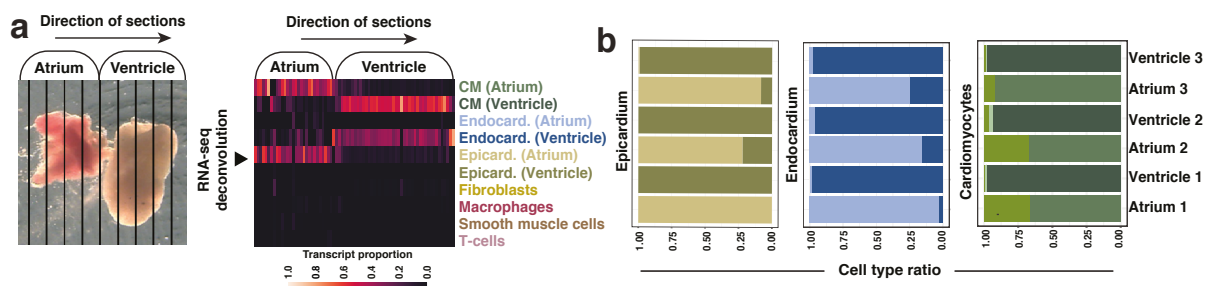 a
Direction of sections
Atrium
Ventricle
RNA-seq
deconvolution
Direction of sections
Atrium
Ventricle
CM (Atrium)
CM (Ventricle)
Endocard. (Atrium)
Endocard. (Ventricle)
Epicard. (Atrium)
Epicard. (Ventricle)
Fibroblasts
Macrophages
Smooth muscle cells
T-cells
Transcript proportion
1.0
0.8
0.6
0.4
0.2
0.0
b
Epicardium
1.00
0.75
0.50
0.25
0.00
Endocardium
1.00
0.75
0.50
0.25
0.00
Cardiomyocytes
1.00
0.75
0.50
0.25
0.00
Ventricle 3
Atrium 3
Ventricle 2
Atrium 2
Ventricle 1
Atrium 1
Cell type ratio